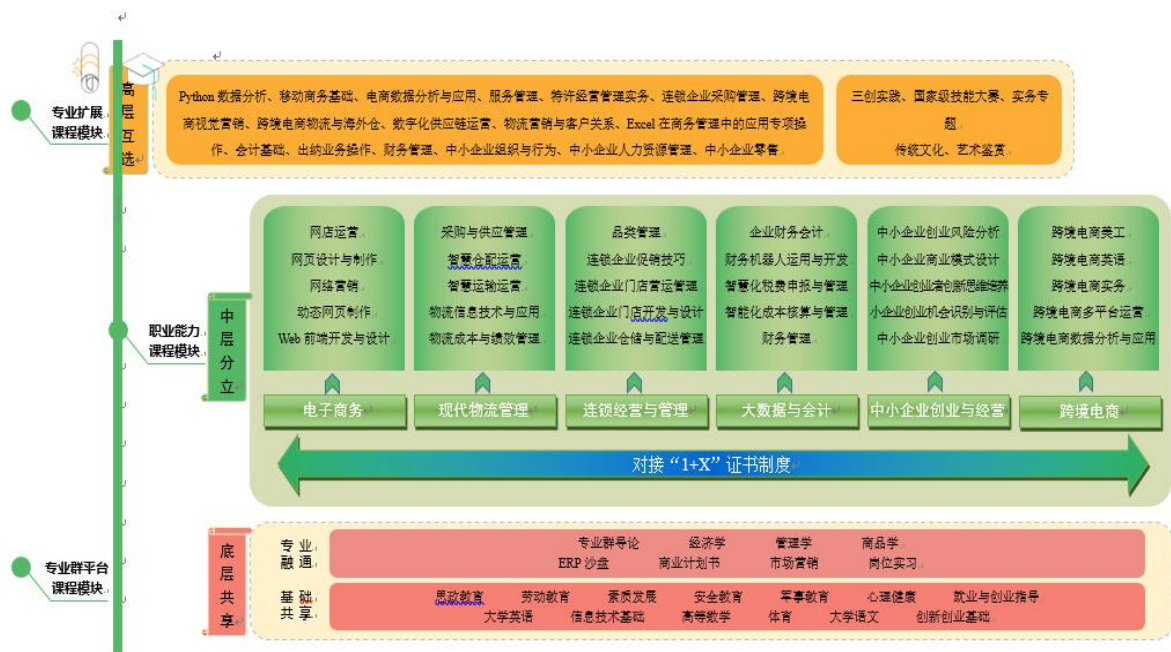 专业扩展
课程模块
高层互选
Python 数据分析、移动商务基础、电商数据分析与应用、服务管理、特许经营管理实务、连锁企业采购管理、跨境电
商视觉营销、跨境电商物流与海外仓、数字化供应链运营、物流营销与客户关系、Excel 在商务管理中的应用专项操
作、会计基础、出纳业务操作、财务管理、中小企业组织与行为、中小企业人力资源管理、中小企业零售
三创实践、国家级技能大赛、实务专
题
传统文化、艺术鉴赏
职业能力
课程模块
中层分立
网店运营
网页设计与制作
网络营销
动态网页制作
Web 前端开发与设计
电子商务
采购与供应管理
智慧仓配运营
智慧运输运营
物流信息技术与应用
物流成本与绩效管理
现代物流管理
品类管理
连锁企业促销技巧
连锁企业门店营运管理
连锁企业门店开发与设计
连锁企业仓储与配送管理
连锁经营与管理
企业财务会计
财务机器人运用与开发
智慧化税费申报与管理
智能化成本核算与管理
财务管理
大数据与会计
中小企业创业风险分析
中小企业商业模式设计
中小企业创业者创新思维培养
小企业创业机会识别与评估
中小企业创业市场调研
中小企业创业与经营
跨境电商美工
跨境电商英语
跨境电商实务
跨境电商多平台运营
跨境电商数据分析与应用
跨境电商
对接“1+X”证书制度
专业群平台
课程模块
底层共享
专业
融通
专业群导论 经济学 管理学 商品学
ERP 沙盘 商业计划书 市场营销 岗位实习
基础
共享
思政教育 劳动教育 素质发展 安全教育 军事教育 心理健康 就业与创业指导
大学英语 信息技术基础 高等数学 体育 大学语文 创新创业基础